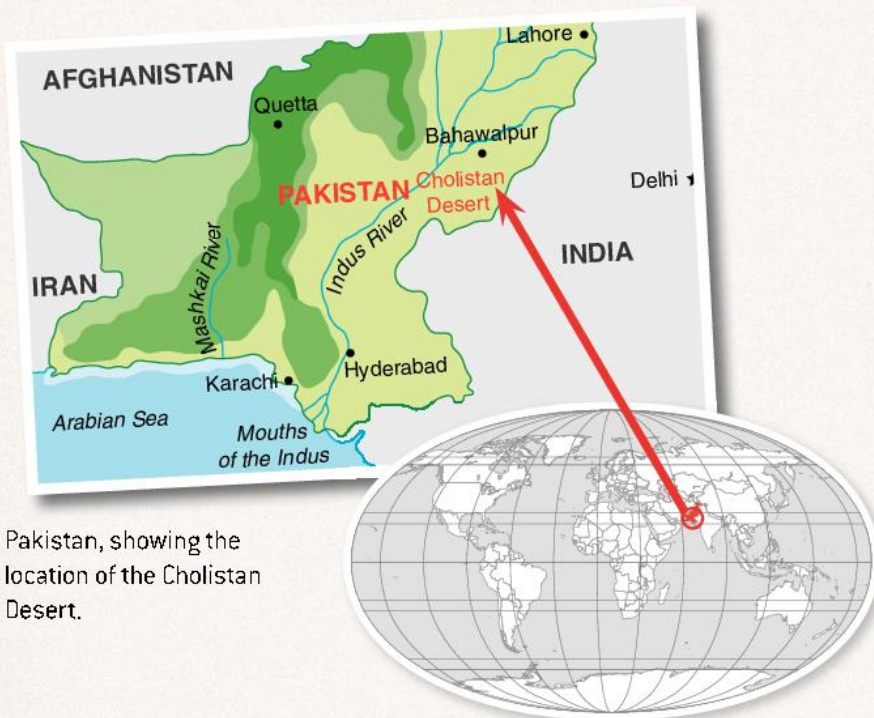 Lahore
AFGHANISTAN
Quetta
Bahawalpur
PAKISTAN
Cholistan
Desert
Delhi
Indus River
INDIA
IRAN
Mashkai River
Karachi
Hyderabad
Arabian Sea
Mouths
of the Indus
Pakistan, showing the
location of the Cholistan
Desert.